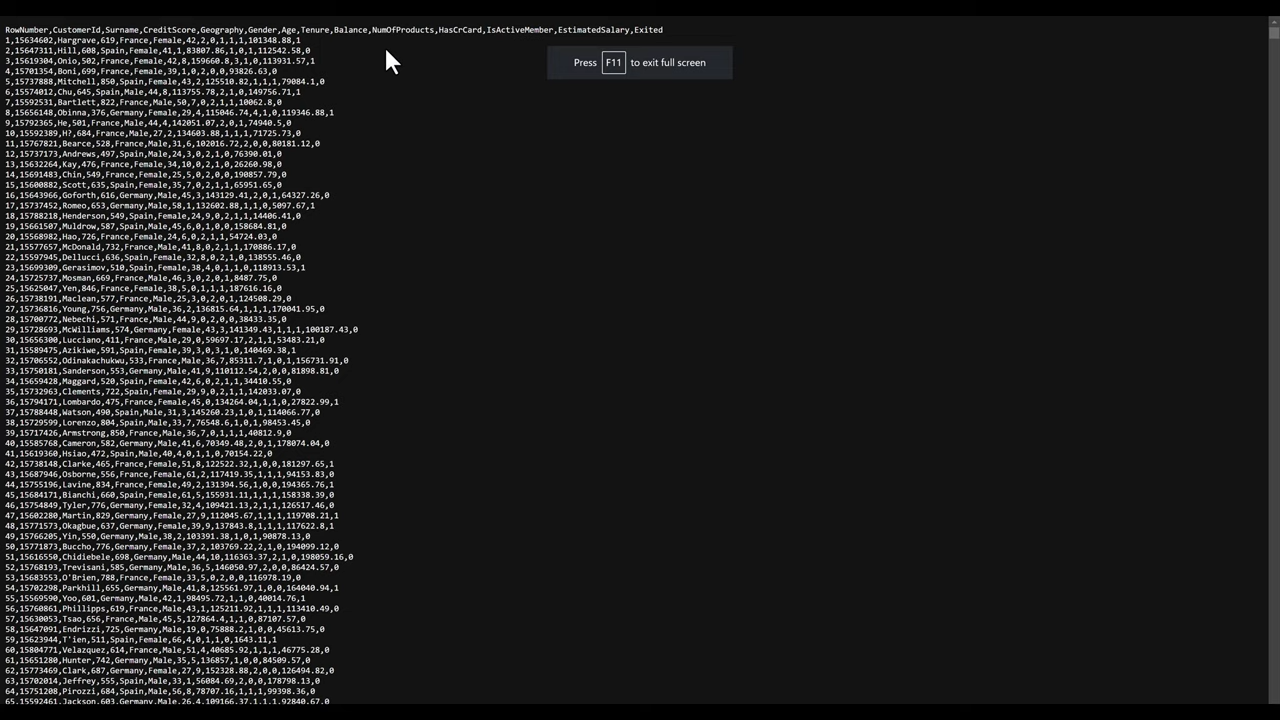 RowNumber,CustomerId,Surname,CreditScore,Geography,Gender,Age,Tenure,Balance,NumOfProducts,HasCrCard,IsActiveMember,EstimatedSalary,Exited
1,15634602,Hargrave,619,France,Female,42,2,0,1,1,1,101348.88,1
2,15647311,Hill,608,Spain,Female,41,1,83807.86,1,0,1,112542.58,0
Press F11 to exit full screen
3,15619304,Onio,502,France,Female,42,8,159660.8,3,1,0,113931.57,1
4,15701354,Boni,699,France,Female,39,1,0,2,0,0,93826.63,0
5,15737888,Mitchell,850,Spain,Female,43,2,125510.82,1,1,1,79084.1,0
6,15574012,Chu,645,Spain,Male,44,8,113755.78,2,1,0,149756.71,1
7,15592531,Bartlett,822,France,Male,50,7,0,2,1,1,10062.8,0
8,15656148,Obinna,376,Germany,Female,29,4,115046.74,4,1,0,119346.88,1
9,15792365,He,501,France,Male,44,4,142051.07,2,0,1,74940.5,0
10,15592389,H?,684,France,Male,27,2,134603.88,1,1,1,71725.73,0
11,15767821,Bearce,528,France,Male,31,6,102016.72,2,0,0,80181.12,0
12,15737173,Andrews,497,Spain,Male,24,3,0,2,1,0,76390.01,0
13,15632264,Kay,476,France,Female,34,10,0,2,1,0,26260.98,0
14,15691483,Chin,549,France,Female,25,5,0,2,0,0,190857.79,0
15,15600882,Scott,635,Spain,Female,35,7,0,2,1,1,65951.65,0
16,15643966,Goforth,616,Germany,Male,45,3,143129.41,2,0,1,64327.26,0
17,15737452,Romeo,653,Germany,Male,58,1,132602.88,1,1,0,5097.67,1
18,15788218,Henderson,549,Spain,Female,24,9,0,2,1,1,14406.41,0
19,15661507,Muldrow,587,Spain,Male,45,6,0,1,0,0,158684.81,0
20,15568982,Hao,726,France,Female,24,6,0,2,1,1,54724.03,0
21,15577657,McDonald,732,France,Male,41,8,0,2,1,1,170886.17,0
22,15597945,Dellucci,636,Spain,Female,32,8,0,2,1,0,138555.46,0
23,15699309,Gerasimov,510,Spain,Female,38,4,0,1,1,0,118913.53,1
24,15725737,Mosman,669,France,Male,46,3,0,2,0,1,8487.75,0
25,15625047,Yen,846,France,Female,38,5,0,1,1,1,187616.16,0
26,15738191,Maclean,577,France,Male,25,3,0,2,0,1,124508.29,0
27,15736816,Young,756,Germany,Male,36,2,136815.64,1,1,1,170041.95,0
28,15700772,Nebechi,571,France,Male,44,9,0,2,0,0,38433.35,0
29,15728693,McWilliams,574,Germany,Female,43,3,141349.43,1,1,1,100187.43,0
30,15656300,Lucciano,411,France,Male,29,0,59697.17,2,1,1,53483.21,0
31,15589475,Azikiwe,591,Spain,Female,39,3,0,3,1,0,140469.38,1
32,15706552,Odinakachukwu,533,France,Male,36,7,85311.7,1,0,1,156731.91,0
33,15750181,Sanderson,553,Germany,Male,41,9,110112.54,2,0,0,81898.81,0
34,15659428,Maggard,520,Spain,Female,42,6,0,2,1,1,34410.55,0
35,15732963,Clements,722,Spain,Female,29,9,0,2,1,1,142033.07,0
36,15794171,Lombardo,475,France,Female,45,0,134264.04,1,1,0,27822.99,1
37,15788448,Watson,490,Spain,Male,31,3,145260.23,1,0,1,114066.77,0
38,15729599,Lorenzo,804,Spain,Male,33,7,76548.6,1,0,1,98453.45,0
39,15717426,Armstrong,850,France,Male,36,7,0,1,1,1,40812.9,0
40,15585768,Cameron,582,Germany,Male,41,6,70349.48,2,0,1,178074.04,0
41,15619360,Hsiao,472,Spain,Male,40,4,0,1,1,0,70154.22,0
42,15738148,Clarke,465,France,Female,51,8,122522.32,1,0,0,181297.65,1
43,15687946,Osborne,556,France,Female,61,2,117419.35,1,1,1,94153.83,0
44,15755196,Lavine,834,France,Female,49,2,131394.56,1,0,0,194365.76,1
45,15684171,Bianchi,660,Spain,Female,61,5,155931.11,1,1,1,158338.39,0
46,15754849,Tyler,776,Germany,Female,32,4,109421.13,2,1,1,126517.46,0
47,15602280,Martin,829,Germany,Female,27,9,112045.67,1,1,1,119708.21,1
48,15771573,Okagbue,637,Germany,Female,39,9,137843.8,1,1,1,117622.8,1
49,15766205,Yin,550,Germany,Male,38,2,103391.38,1,0,1,90878.13,0
50,15771873,Buccho,776,Germany,Female,37,2,103769.22,2,1,0,194099.12,0
51,15616550,Chidiebele,698,Germany,Male,44,10,116363.37,2,1,0,198059.16,0
52,15768193,Trevisani,585,Germany,Male,36,5,146050.97,2,0,0,86424.57,0
53,15683553,O'Brien,788,France,Female,33,5,0,2,0,0,116978.19,0
54,15702298,Parkhill,655,Germany,Male,41,8,125561.97,1,0,0,164040.94,1
55,15569590,Yoo,601,Germany,Male,42,1,98495.72,1,1,0,40014.76,1
56,15760861,Phillipps,619,France,Male,43,1,125211.92,1,1,1,113410.49,0
57,15630053,Tsao,656,France,Male,45,5,127864.4,1,1,0,87107.57,0
58,15647091,Endrizzi,725,Germany,Male,19,0,75888.2,1,0,0,45613.75,0
59,15623944,T'ien,511,Spain,Female,66,4,0,1,1,0,1643.11,1
60,15804771,Velazquez,614,France,Male,51,4,40685.92,1,1,1,46775.28,0
61,15651280,Hunter,742,Germany,Male,35,5,136857,1,0,0,84509.57,0
62,15773469,Clark,687,Germany,Female,27,9,152328.88,2,0,0,126494.82,0
63,15702014,Jeffrey,555,Spain,Male,33,1,56084.69,2,0,0,178798.13,0
64,15751208,Pirozzi,684,Spain,Male,56,8,78707.16,1,1,1,99398.36,0
65,15592461,Jackson,603,Germany,Male,26,4,109166.37,1,1,1,92840.67,0